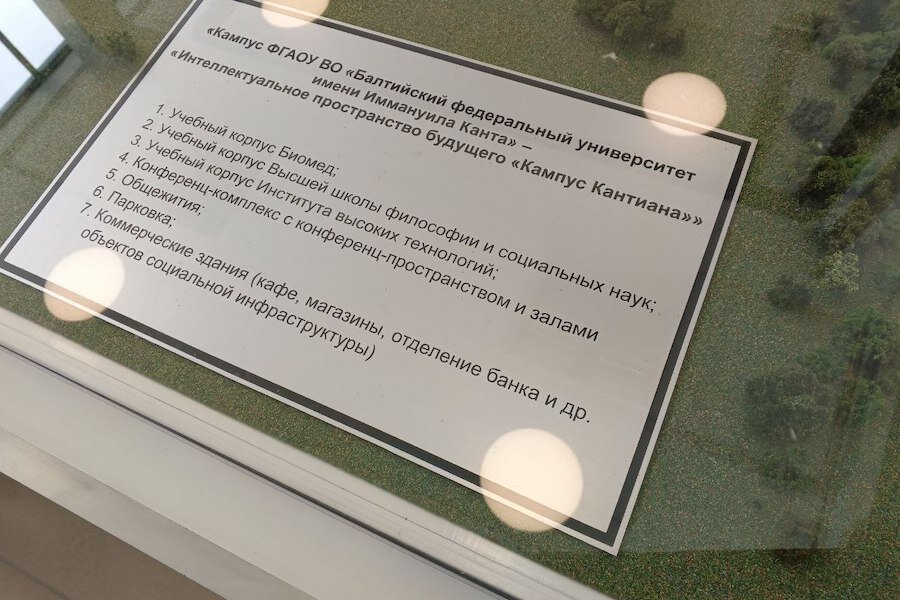 «Кампус ФГАОУ ВО «Балтийский федеральный университет
имени Иммануила Канта» –
«Интеллектуальное пространство будущего «Кампус Кантиана»»
1. Учебный корпус Биомед;
2. Учебный корпус Высшей школы философии и социальных наук;
3. Учебный корпус Института высоких технологий;
4. Конференц-комплекс с конференц-пространством и залами
5. Общежития;
6. Парковка;
7. Коммерческие здания (кафе, магазины, отделение банка и др.
объектов социальной инфраструктуры)